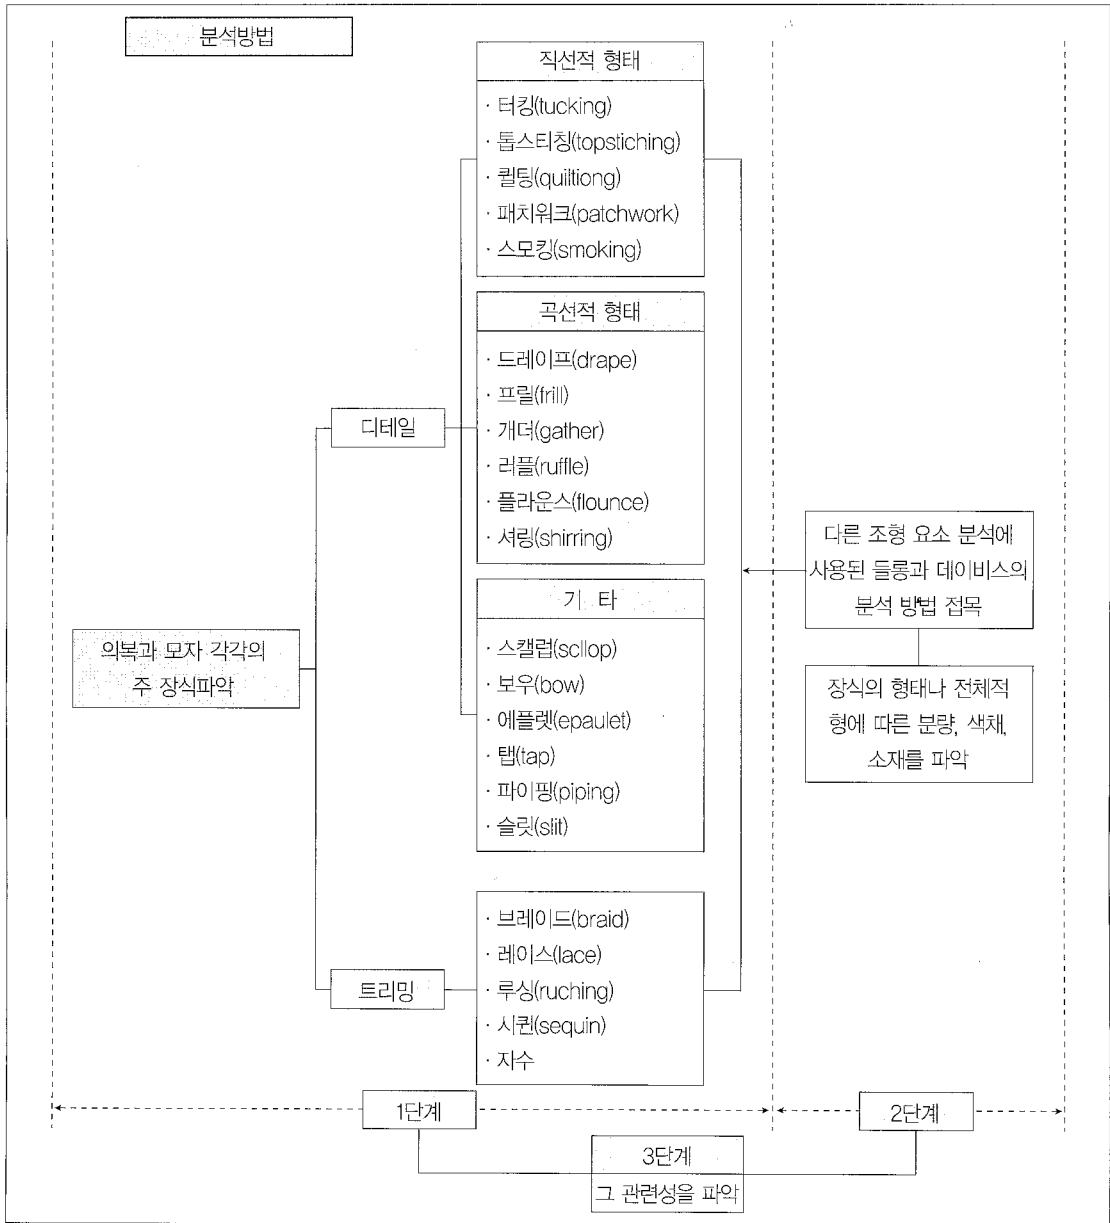 분석방법
직선적 형태
· 터킹(tucking)
· 톱스티칭(topstiching)
· 퀼팅(quiltiong)
· 패치워크(patchwork)
· 스모킹(smoking)
곡선적 형태
· 드레이프(drape)
· 프릴(frill)
· 개더(gather)
· 러플(ruffle)
· 플라운스(flounce)
· 셔링(shirring)
기 타
· 스캘럽(scllop)
· 보우(bow)
· 에플렛(epaulet)
· 탭(tap)
· 파이핑(piping)
· 슬릿(slit)
· 브레이드(braid)
· 레이스(lace)
· 루싱(ruching)
· 시퀸(sequin)
· 자수
디테일
트리밍
의복과 모자 각각의
주 장식파악
다른 조형 요소 분석에
사용된 들롱과 데이비스의
분석 방법 접목
장식의 형태나 전체적
형에 따른 분량, 색채,
소재를 파악
1단계
2단계
3단계
그 관련성을 파악